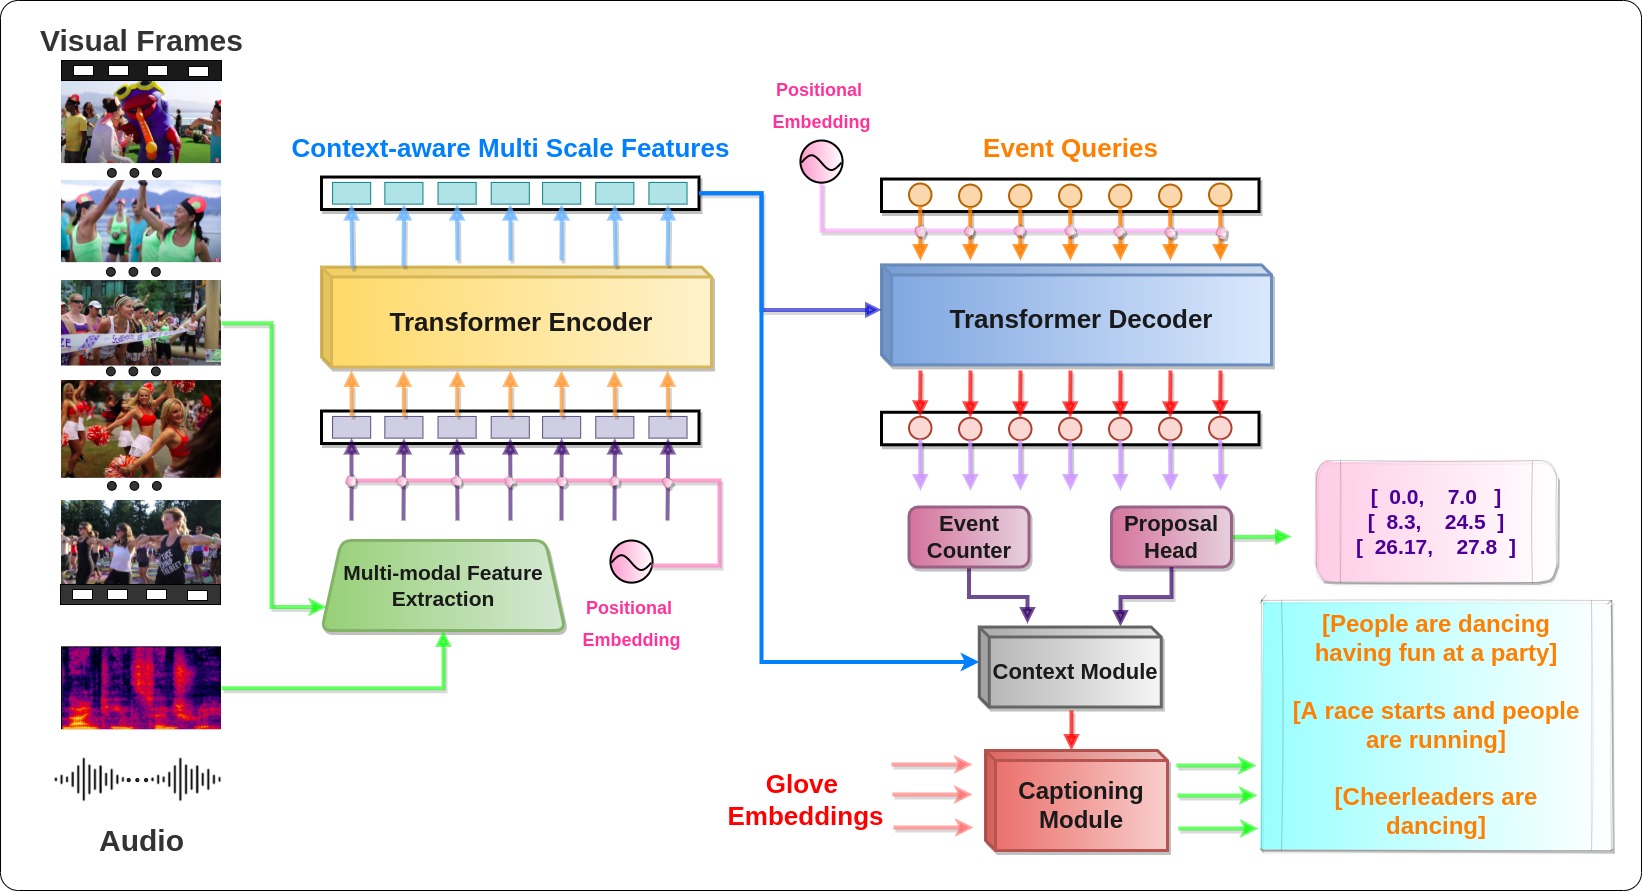 Visual Frames
Positional
Embedding
Context-aware Multi Scale Features
Event Queries
Transformer Encoder
Transformer Decoder
Event
Counter
Proposal
Head
[ 0.0, 7.0 ]
[ 8.3, 24.5 ]
[ 26.17, 27.8 ]
Multi-modal Feature
Extraction
Positional
Embedding
Context Module
[People are dancing
having fun at a party]
[A race starts and people
are running]
[Cheerleaders are
dancing]
Glove
Embeddings
Captioning
Module
Audio